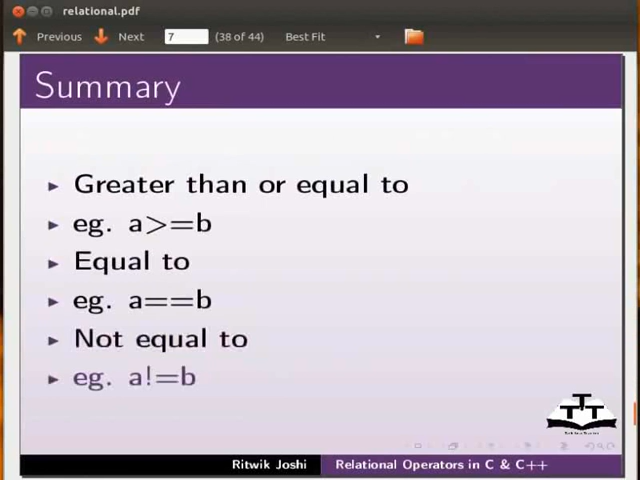 relational.pdf
Previous Next 7 (38 of 44) Best Fit
Summary
Greater than or equal to
eg. a>=b
Equal to
eg. a==b
Not equal to
eg. a!=b
TTT
Ritwik Joshi Relational Operators in C & C++